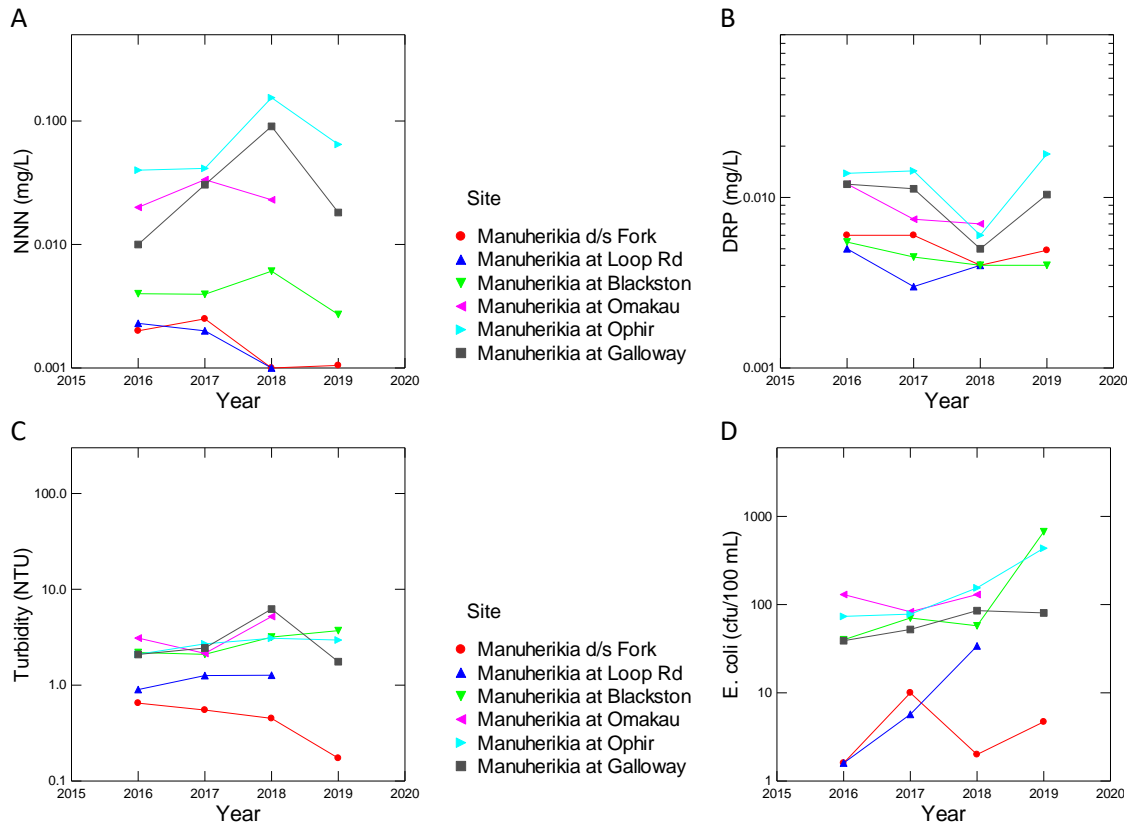 A
NNN (mg/L)
0.100
0.010
0.001
2015 2016 2017 2018 2019 2020
Year
Site
Manuherikia d/s Fork
Manuherikia at Loop Rd
Manuherikia at Blackston
Manuherikia at Omakau
Manuherikia at Ophir
Manuherikia at Galloway
B
DRP (mg/L)
0.010
0.001
2015 2016 2017 2018 2019 2020
Year
C
Turbidity (NTU)
100.0
10.0
1.0
0.1
2015 2016 2017 2018 2019 2020
Year
Site
Manuherikia d/s Fork
Manuherikia at Loop Rd
Manuherikia at Blackston
Manuherikia at Omakau
Manuherikia at Ophir
Manuherikia at Galloway
D
E. coli (cfu/100 mL)
1000
100
10
1
2015 2016 2017 2018 2019 2020
Year